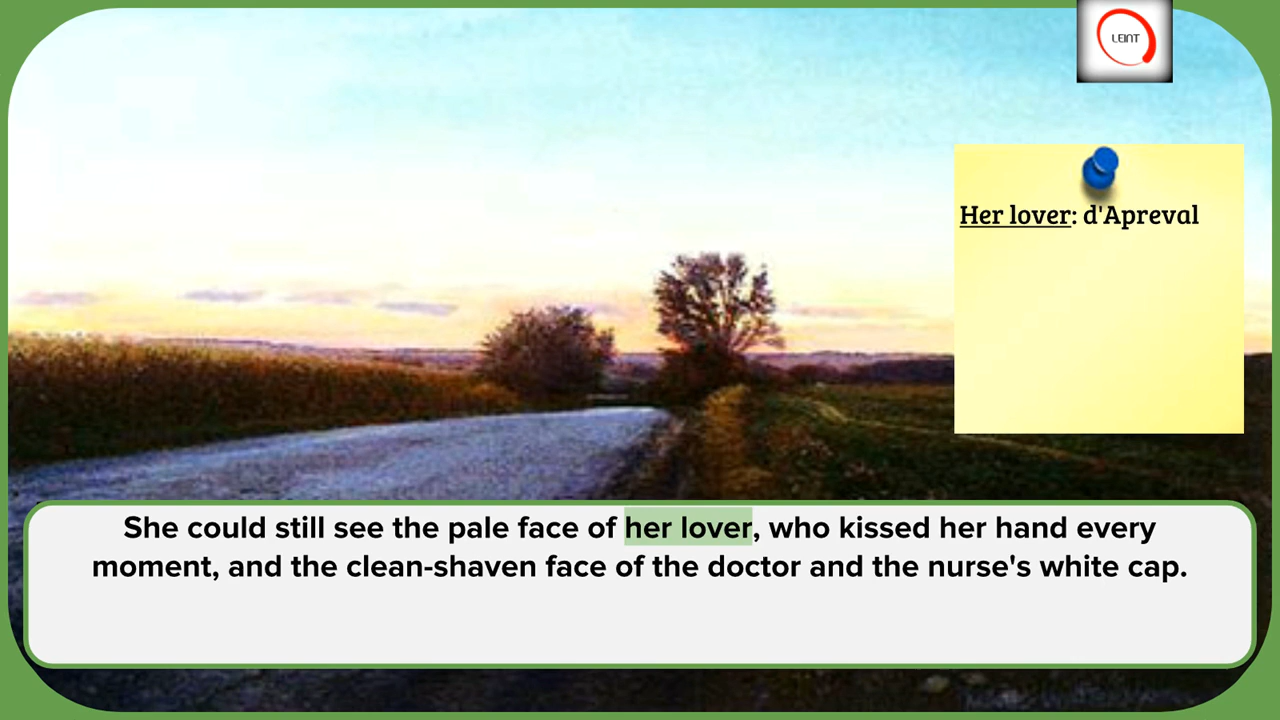 LEINT
Her lover: d'Apreval
She could still see the pale face of her lover, who kissed her hand every
moment, and the clean-shaven face of the doctor and the nurse's white cap.